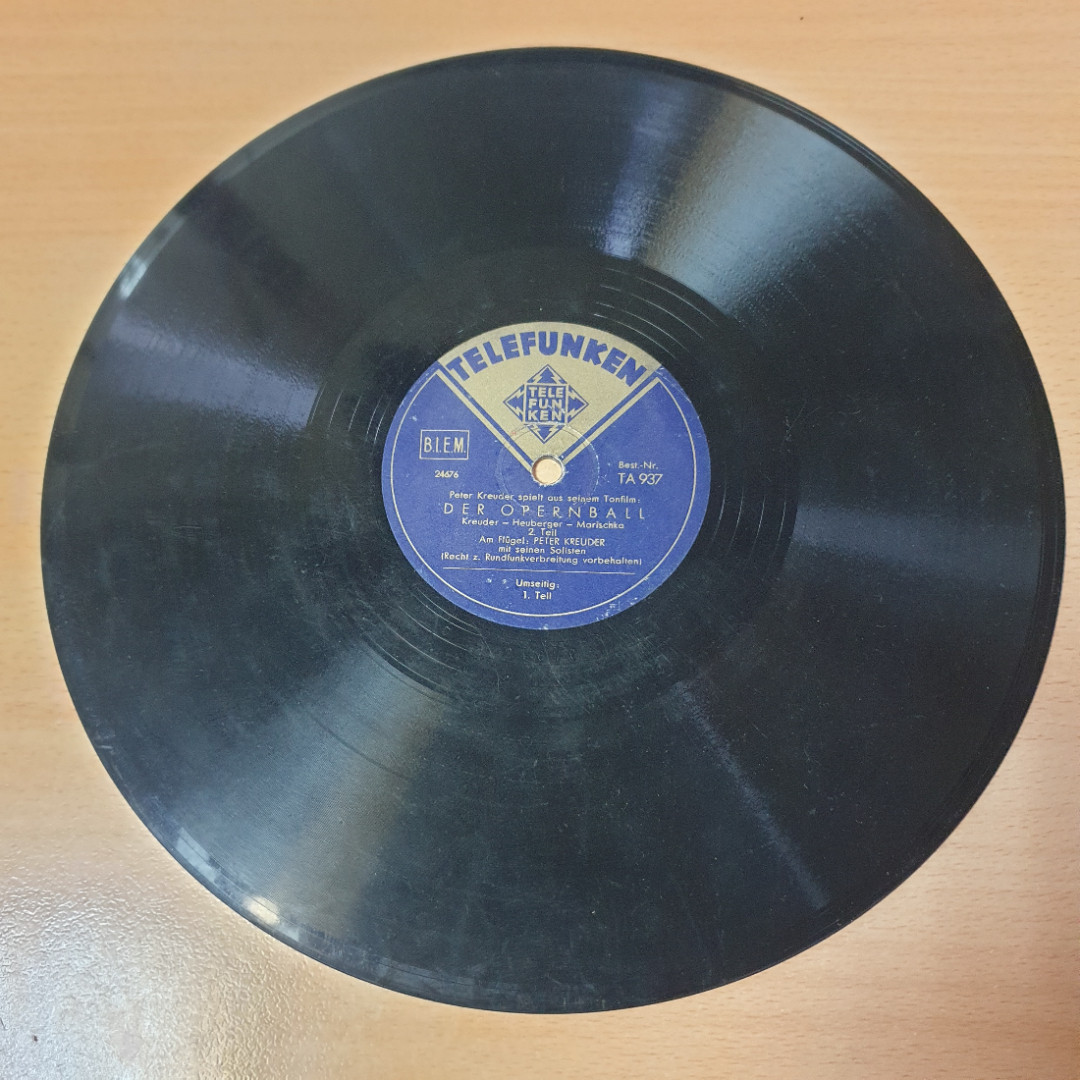 TELEFUNKEN
TELE
FUN
KEN
B.I.E.M.
24676
Best.-Nr.
TA 937
Peter Kreuder spielt aus seinem Tonfilm:
DER OPERNBALL
Kreuder – Heuberger – Marischka
2. Teil
Am Flügel: PETER KREUDER
mit seinen Solisten
(Recht z. Rundfunkverbreitung vorbehalten)
Umseitig:
1. Teil